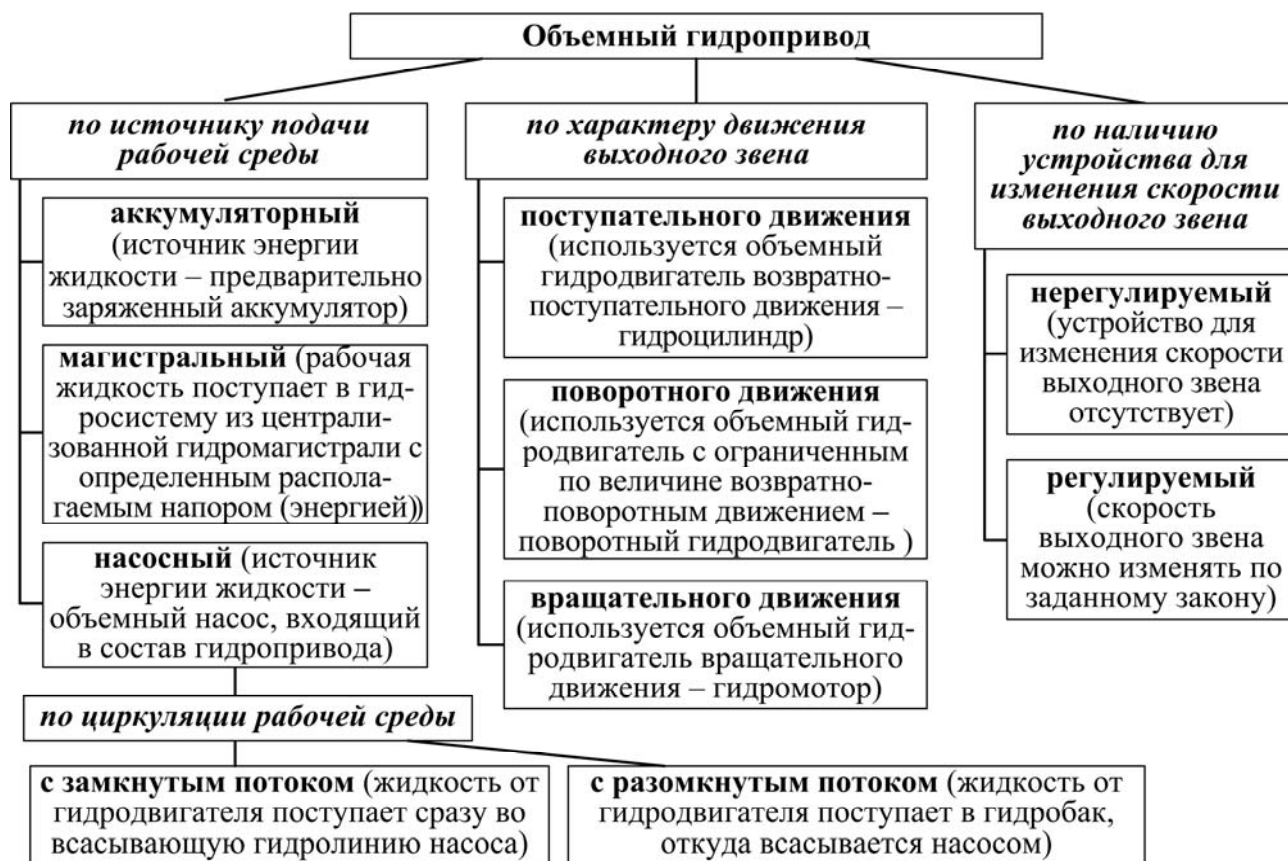 Объемный гидропривод
по источнику подачи
рабочей среды
аккумуляторный
(источник энергии
жидкости – предварительно
заряженный аккумулятор)
магистральный (рабочая
жидкость поступает в гид-
росистему из централи-
зованной гидромагистрали с
определенным распола-
гаемым напором (энергией))
насосный (источник
энергии жидкости –
объемный насос, входящий
в состав гидропривода)
по циркуляции рабочей среды
с замкнутым потоком (жидкость от
гидродвигателя поступает сразу во
всасывающую гидролинию насоса)
с разомкнутым потоком (жидкость от
гидродвигателя поступает в гидробак,
откуда всасывается насосом)
по характеру движения
выходного звена
поступательного движения
(используется объемный
гидродвигатель возвратно-
поступательного движения –
гидроцилиндр)
поворотного движения
(используется объемный гид-
родвигатель с ограниченным
по величине возвратно-
поворотным движением –
поворотный гидродвигатель )
вращательного движения
(используется объемный гид-
родвигатель вращательного
движения – гидромотор)
по наличию
устройства для
изменения скорости
выходного звена
нерегулируемый
(устройство для
изменения скорости
выходного звена
отсутствует)
регулируемый
(скорость
выходного звена
можно изменять по
заданному закону)